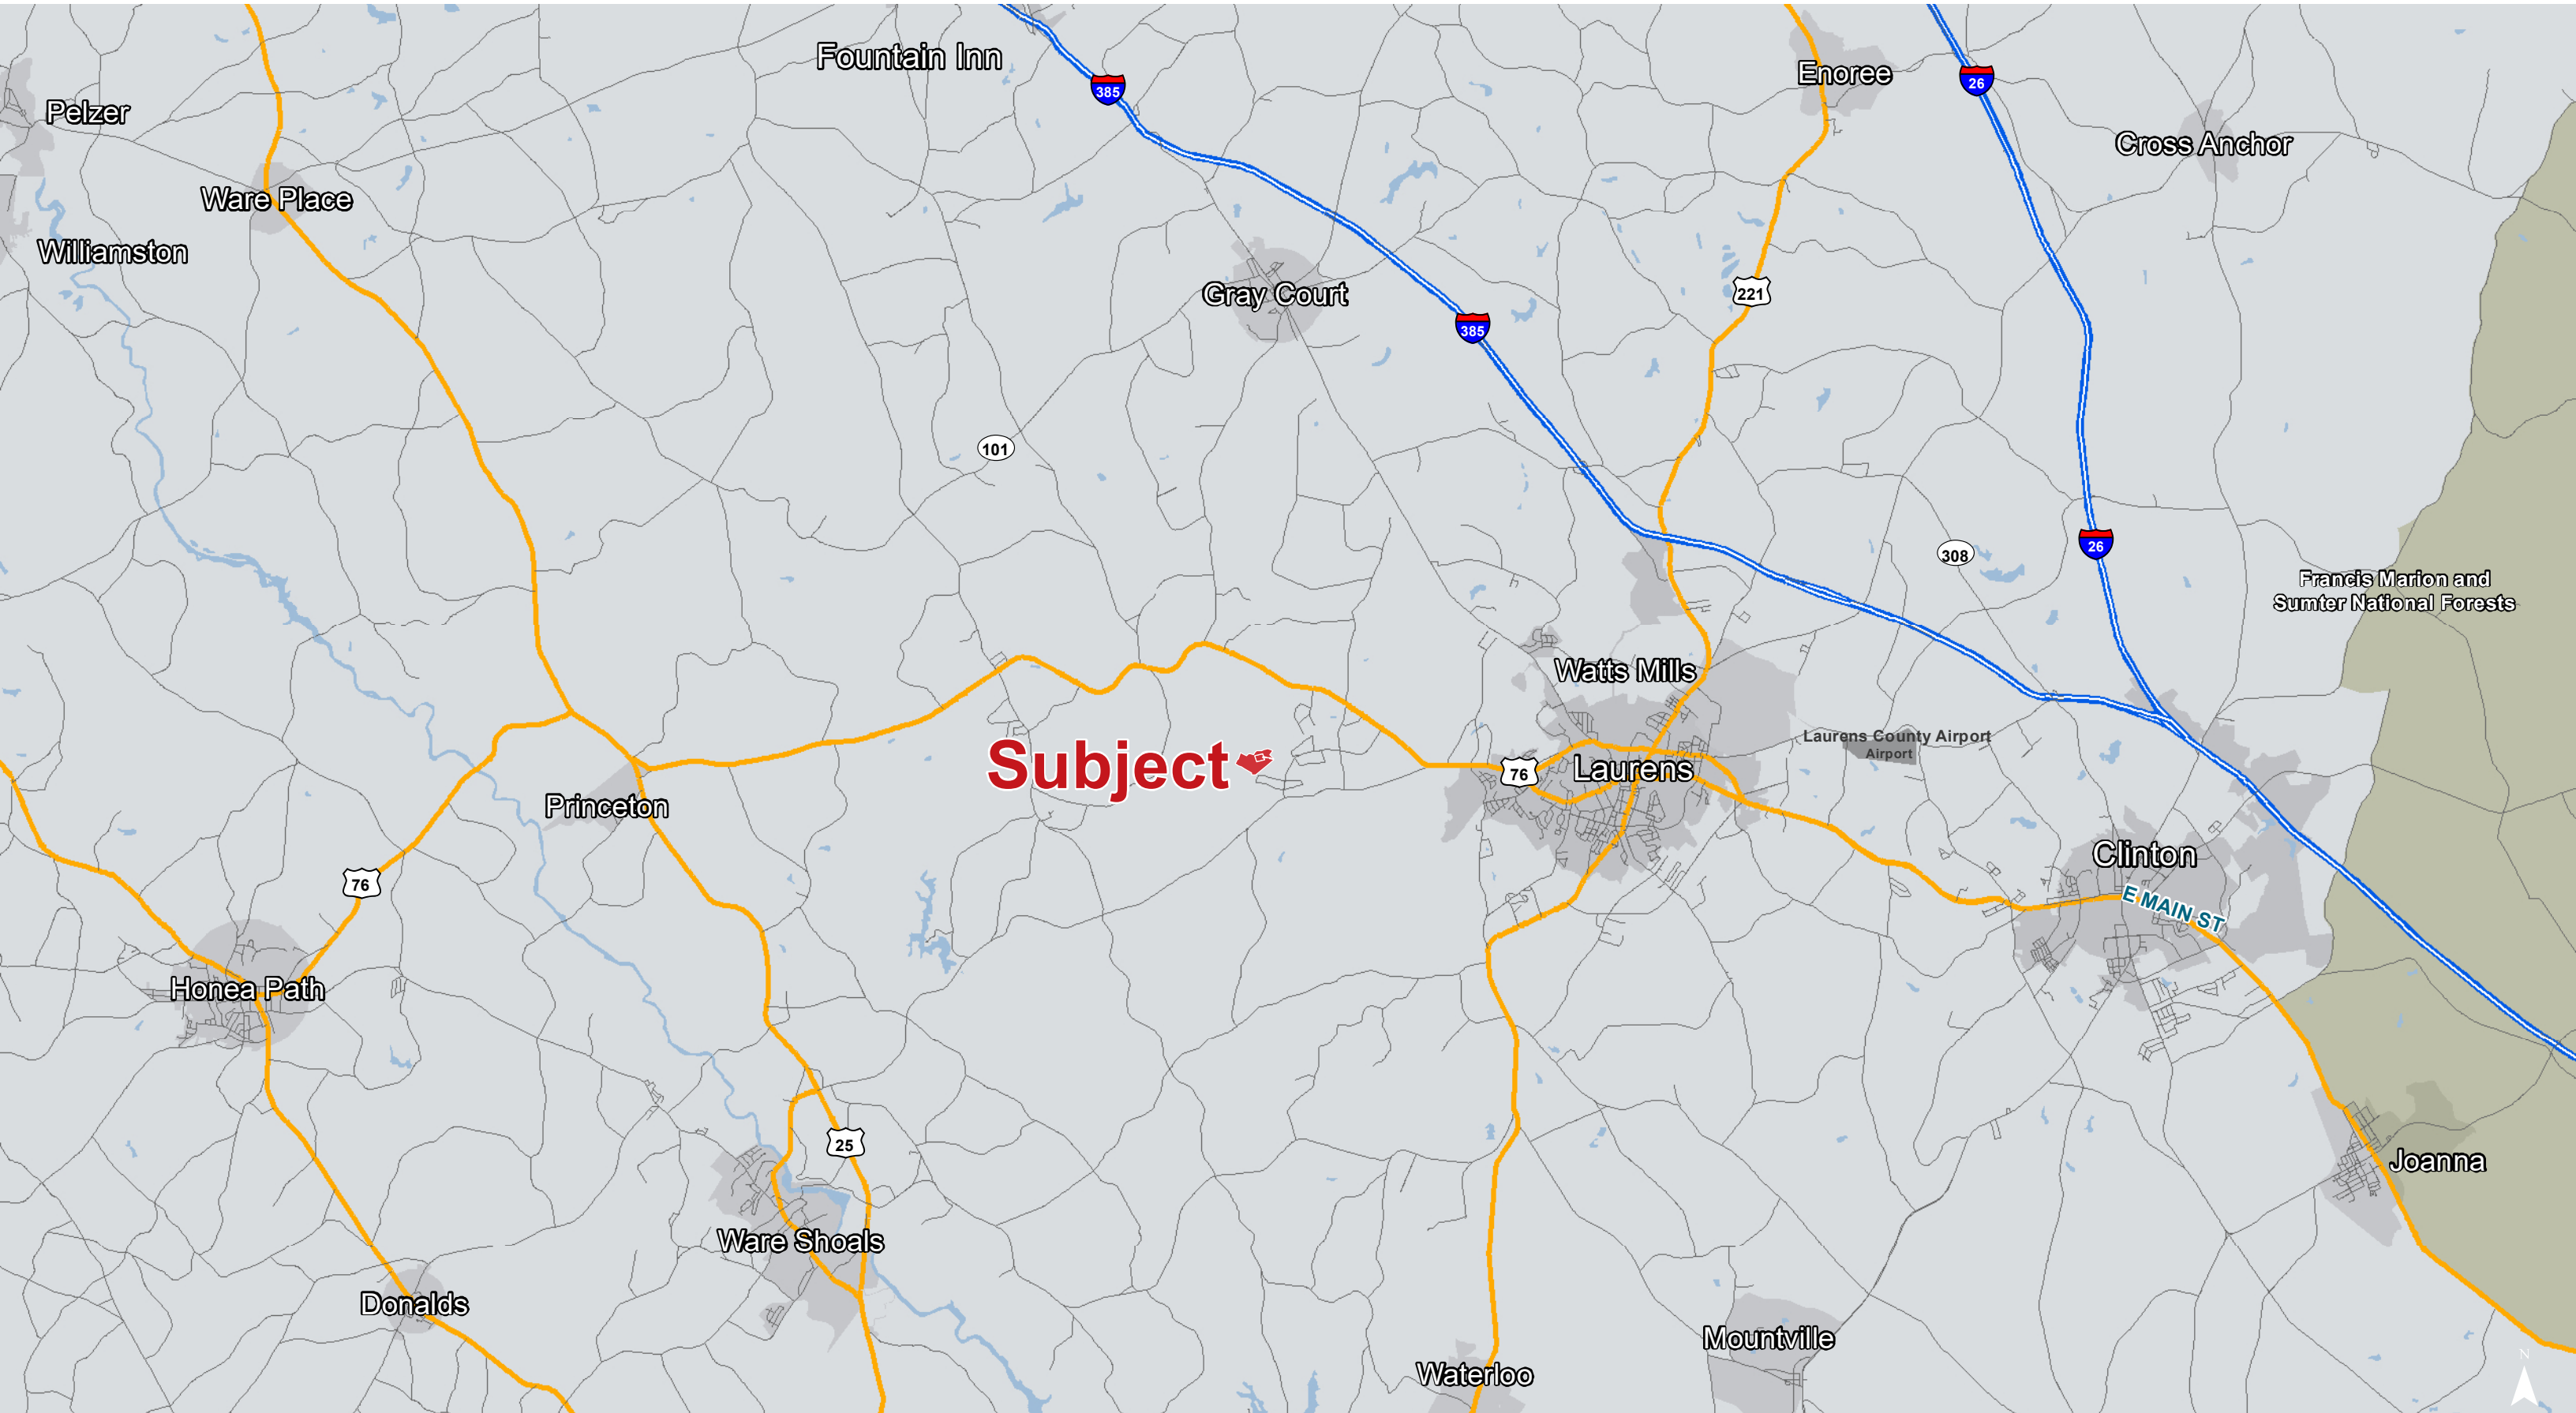 Fountain Inn
385
Enoree
26
Pelzer
Cross Anchor
Ware Place
Williamston
Gray Court
221
385
101
308
26
Francis Marion and
Sumter National Forests
Watts Mills
Laurens County Airport
Airport
Subject
76
Laurens
Princeton
Clinton
76
E MAIN ST
Honea Path
25
Joanna
Ware Shoals
Donalds
Mountville
Waterloo
N